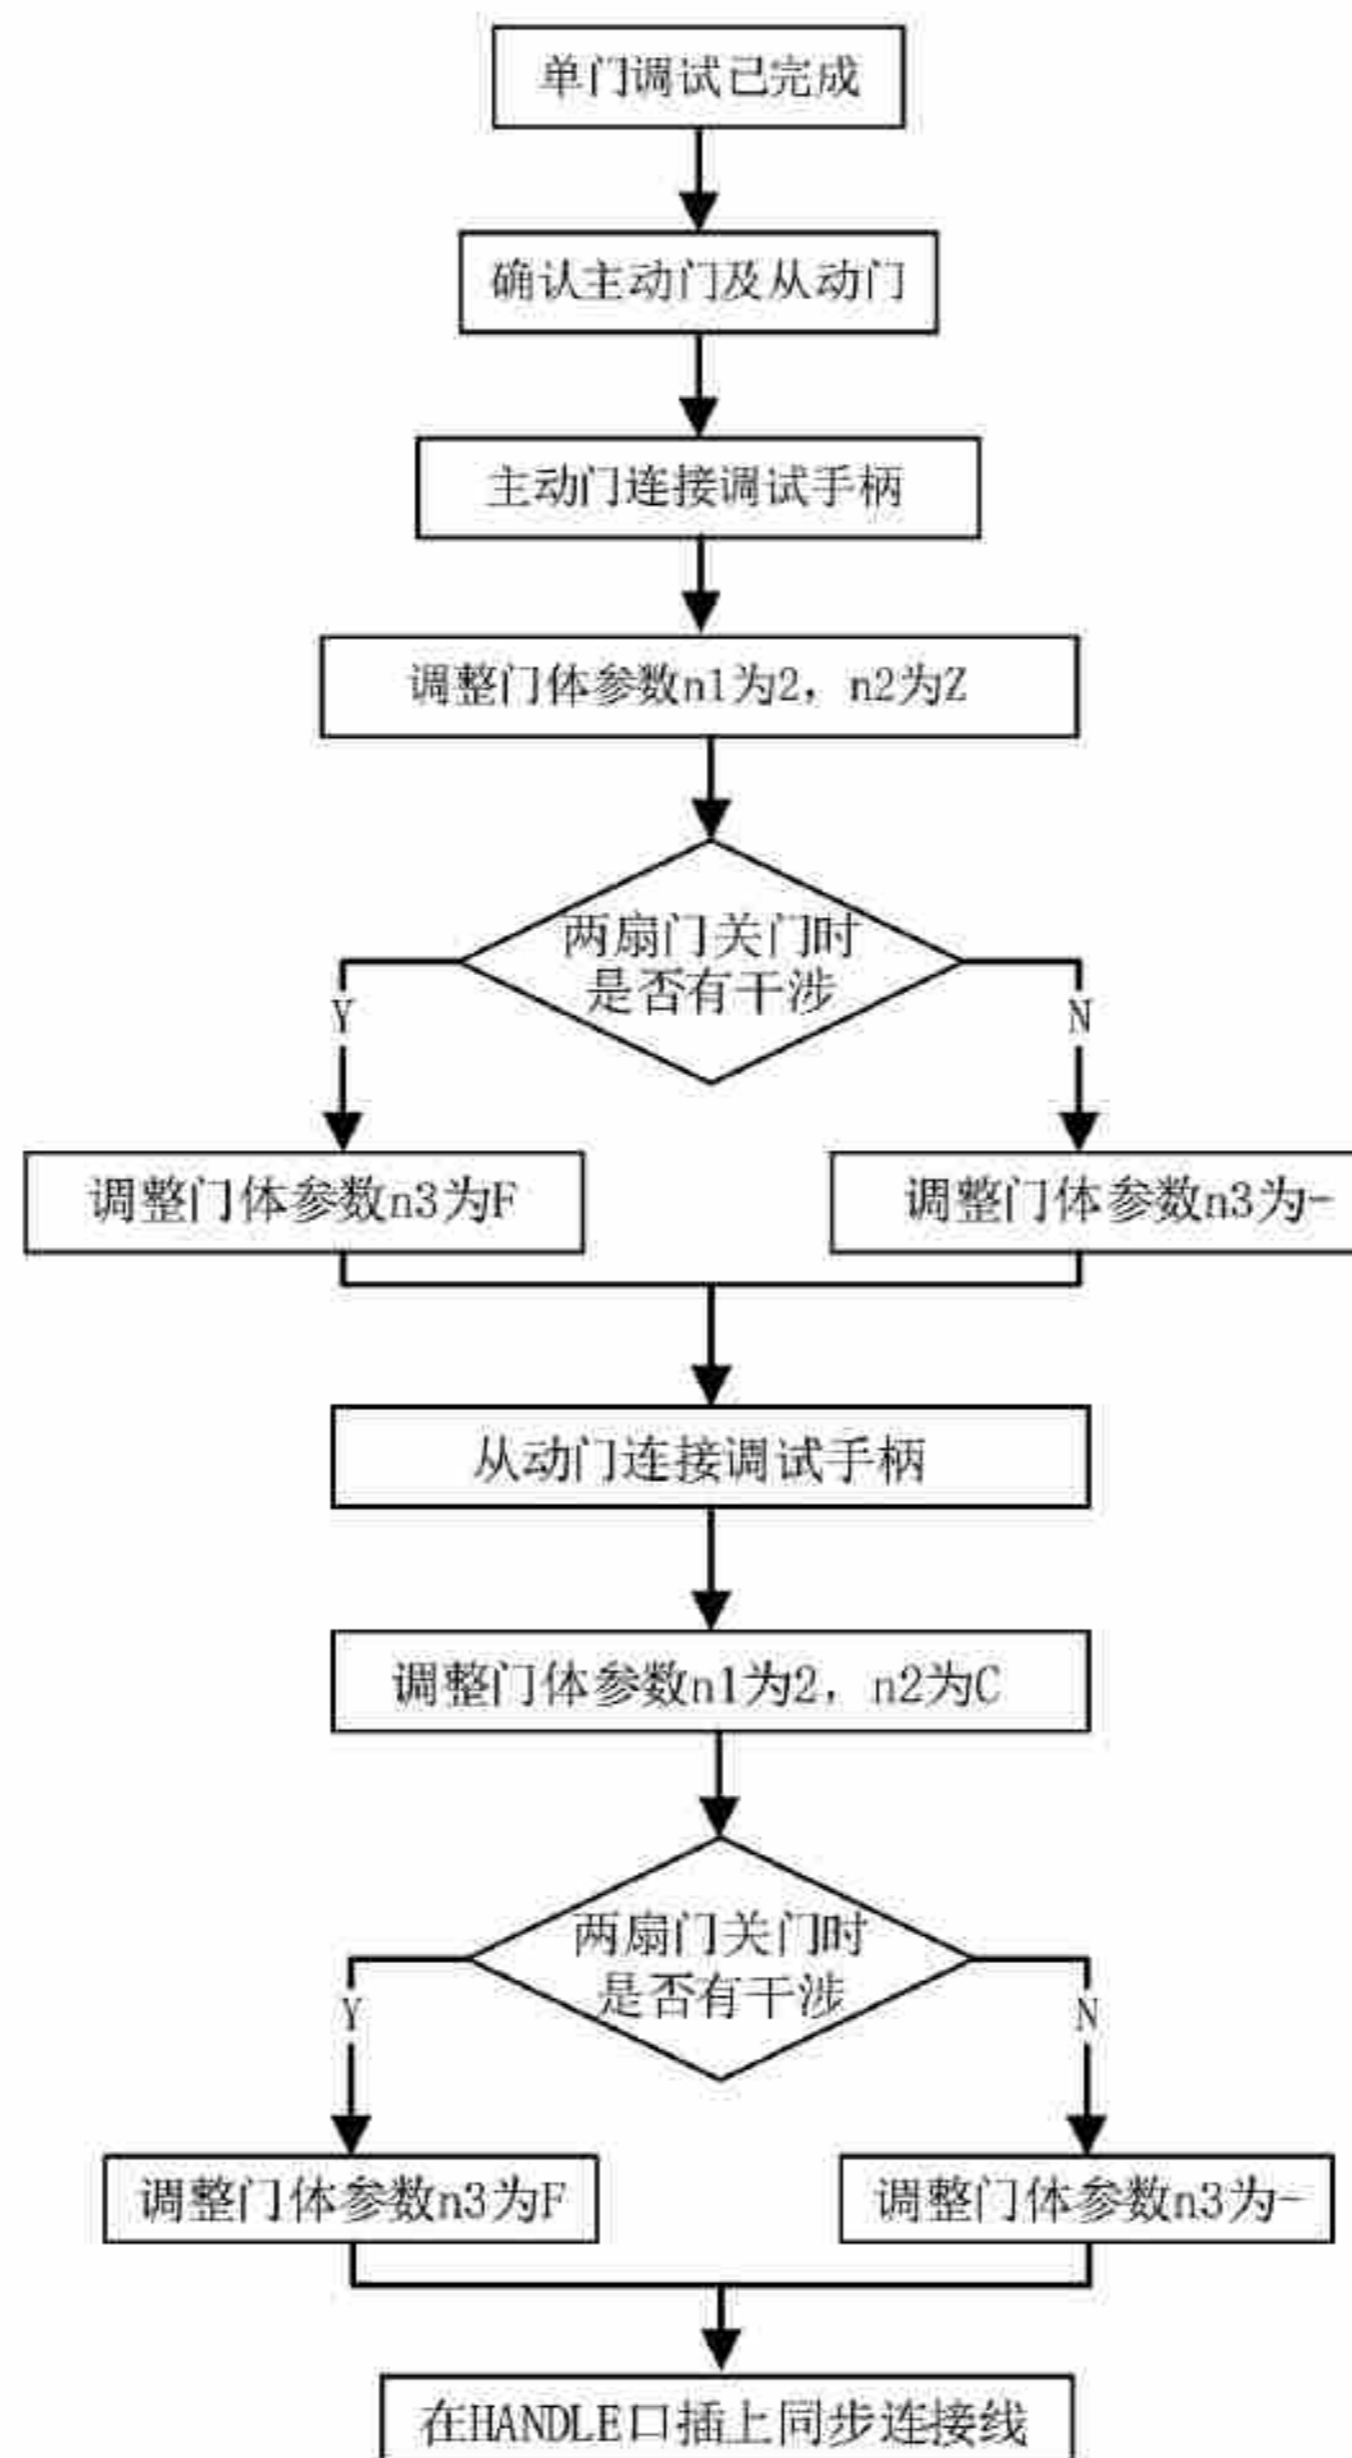 单门调试已完成
确认主动门及从动门
主动门连接调试手柄
调整门体参数n1为2，n2为Z
两扇门关门时
是否有干涉
Y
N
调整门体参数n3为F
调整门体参数n3为-
从动门连接调试手柄
调整门体参数n1为2，n2为C
两扇门关门时
是否有干涉
Y
N
调整门体参数n3为F
调整门体参数n3为-
在HANDLE口插上同步连接线